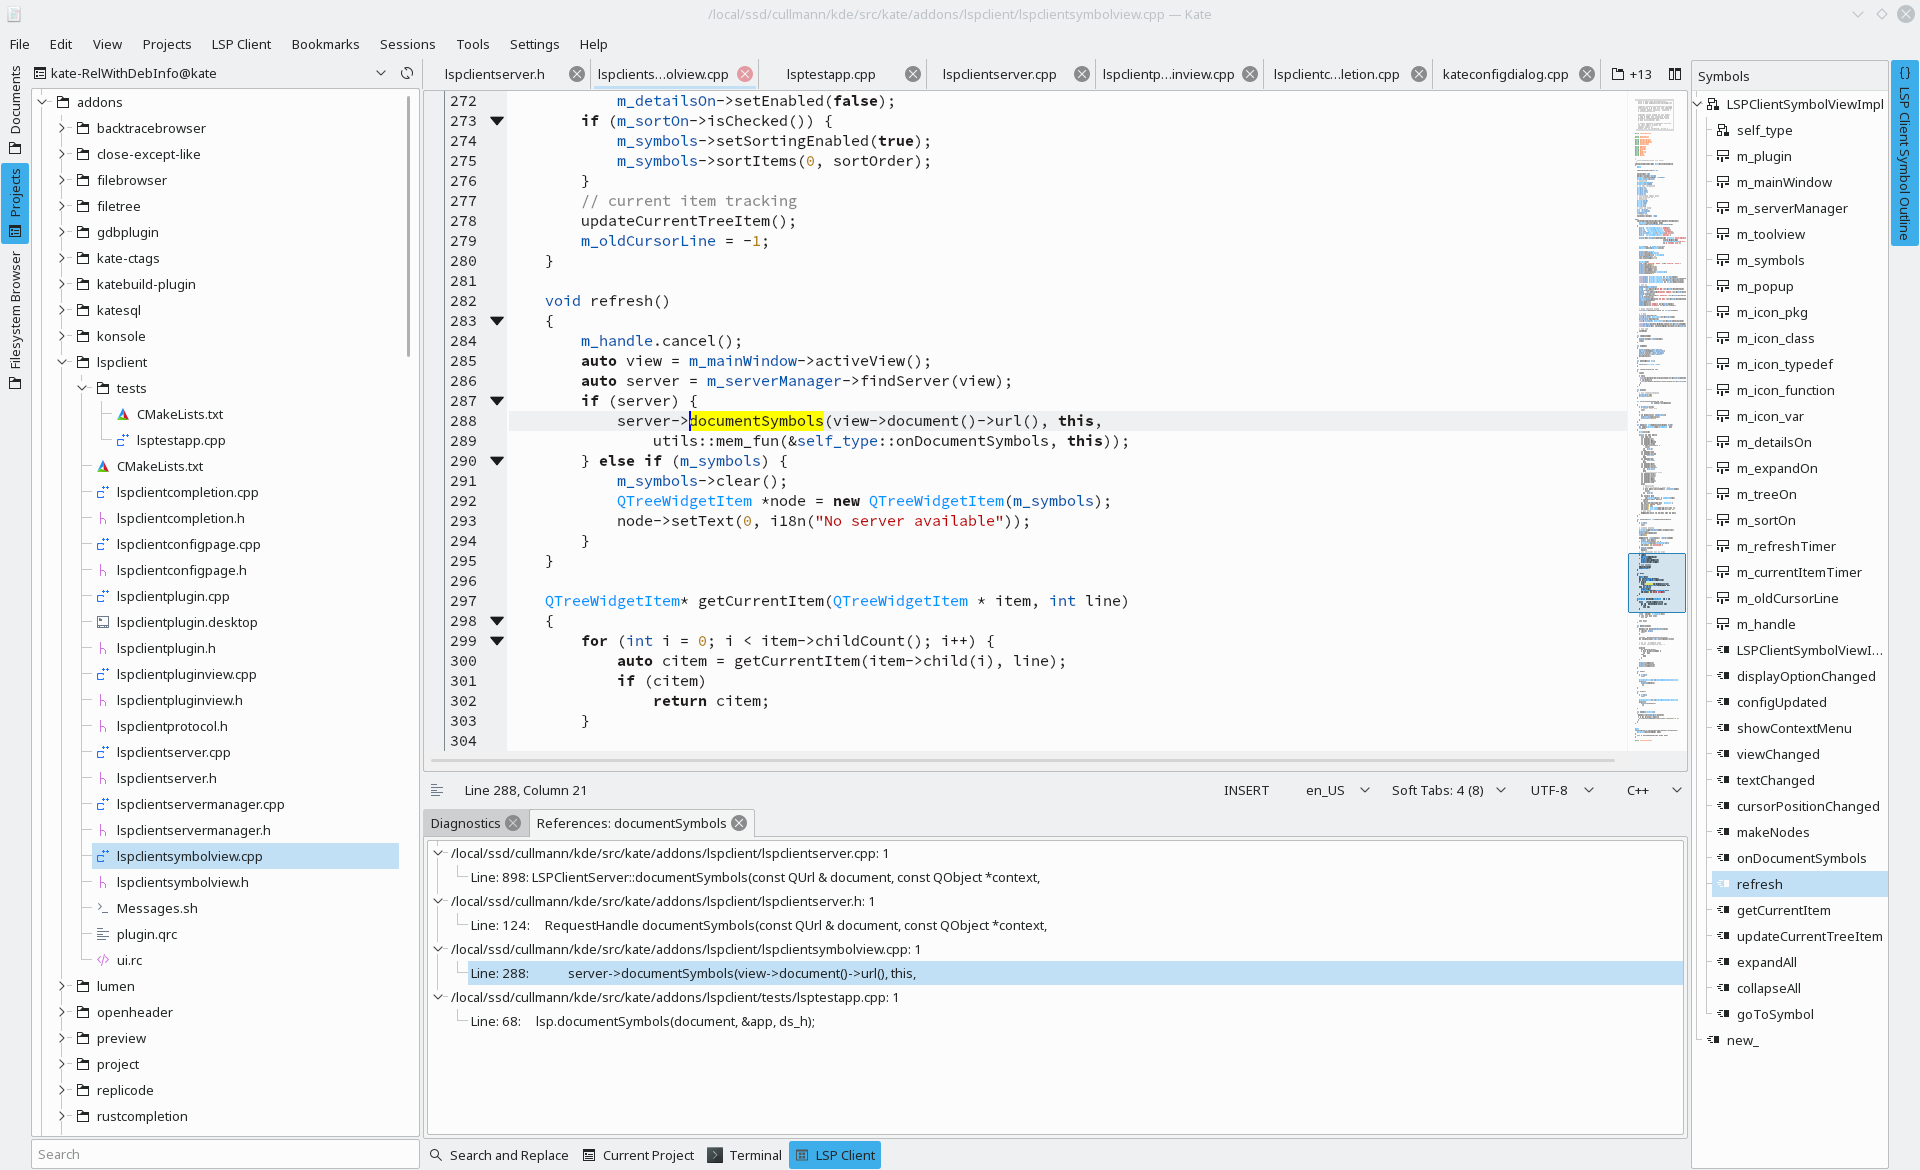 /local/ssd/cullmann/kde/src/kate/addons/lspclient/lspclientsymbolview.cpp — Kate
File Edit View Projects LSP Client Bookmarks Sessions Tools Settings Help
Documents
Projects
Filesystem Browser
kate-RelWithDebInfo@kate
addons
backtracebrowser
close-except-like
filebrowser
filetree
gdbplugin
kate-ctags
katebuild-plugin
katesql
konsole
lspclient
tests
CMakeLists.txt
lsptestapp.cpp
CMakeLists.txt
lspclientcompletion.cpp
lspclientcompletion.h
lspclientconfigpage.cpp
lspclientconfigpage.h
lspclientplugin.cpp
lspclientplugin.desktop
lspclientplugin.h
lspclientpluginview.cpp
lspclientpluginview.h
lspclientprotocol.h
lspclientserver.cpp
lspclientserver.h
lspclientservermanager.cpp
lspclientservermanager.h
lspclientsymbolview.cpp
lspclientsymbolview.h
Messages.sh
plugin.qrc
ui.rc
lumen
openheader
preview
project
replicode
rustcompletion
Search
lspclientserver.h lspclients…olview.cpp lsptestapp.cpp lspclientserver.cpp lspclientp…inview.cpp lspclientc…letion.cpp kateconfigdialog.cpp +13
272 m_detailsOn->setEnabled(false);
273 if (m_sortOn->isChecked()) {
274 m_symbols->setSortingEnabled(true);
275 m_symbols->sortItems(0, sortOrder);
276 }
277 // current item tracking
278 updateCurrentTreeItem();
279 m_oldCursorLine = -1;
280 }
281
282 void refresh()
283 {
284 m_handle.cancel();
285 auto view = m_mainWindow->activeView();
286 auto server = m_serverManager->findServer(view);
287 if (server) {
288 server->documentSymbols(view->document()->url(), this,
289 utils::mem_fun(&self_type::onDocumentSymbols, this));
290 } else if (m_symbols) {
291 m_symbols->clear();
292 QTreeWidgetItem *node = new QTreeWidgetItem(m_symbols);
293 node->setText(0, i18n("No server available"));
294 }
295 }
296
297 QTreeWidgetItem* getCurrentItem(QTreeWidgetItem * item, int line)
298 {
299 for (int i = 0; i < item->childCount(); i++) {
300 auto citem = getCurrentItem(item->child(i), line);
301 if (citem)
302 return citem;
303 }
304
Line 288, Column 21 INSERT en_US Soft Tabs: 4 (8) UTF-8 C++
Diagnostics References: documentSymbols
/local/ssd/cullmann/kde/src/kate/addons/lspclient/lspclientserver.cpp: 1
Line: 898: LSPClientServer::documentSymbols(const QUrl & document, const QObject *context,
/local/ssd/cullmann/kde/src/kate/addons/lspclient/lspclientserver.h: 1
Line: 124: RequestHandle documentSymbols(const QUrl & document, const QObject *context,
/local/ssd/cullmann/kde/src/kate/addons/lspclient/lspclientsymbolview.cpp: 1
Line: 288: server->documentSymbols(view->document()->url(), this,
/local/ssd/cullmann/kde/src/kate/addons/lspclient/tests/lsptestapp.cpp: 1
Line: 68: lsp.documentSymbols(document, &app, ds_h);
Search and Replace Current Project Terminal LSP Client
Symbols
LSPClientSymbolViewImpl
self_type
m_plugin
m_mainWindow
m_serverManager
m_toolview
m_symbols
m_popup
m_icon_pkg
m_icon_class
m_icon_typedef
m_icon_function
m_icon_var
m_detailsOn
m_expandOn
m_treeOn
m_sortOn
m_refreshTimer
m_currentItemTimer
m_oldCursorLine
m_handle
LSPClientSymbolViewI…
displayOptionChanged
configUpdated
showContextMenu
viewChanged
textChanged
cursorPositionChanged
makeNodes
onDocumentSymbols
refresh
getCurrentItem
updateCurrentTreeItem
expandAll
collapseAll
goToSymbol
new_
LSP Client Symbol Outline